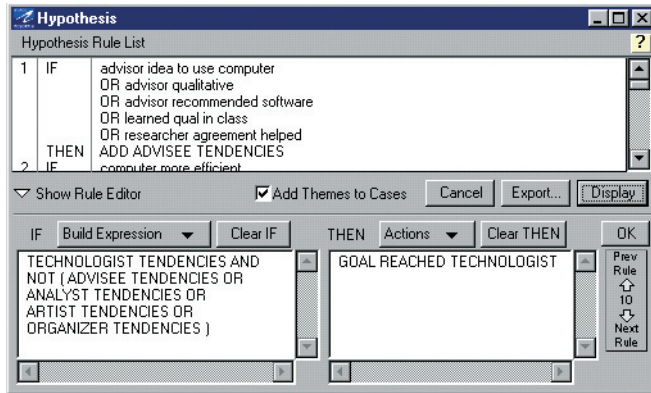 Hypothesis
Hypothesis Rule List
?
1 IF advisor idea to use computer
OR advisor qualitative
OR advisor recommended software
OR learned qual in class
OR researcher agreement helped
THEN ADD ADVISEE TENDENCIES
2 IF computer more efficient
Show Rule Editor Add Themes to Cases Cancel Export... Display
IF Build Expression Clear IF THEN Actions Clear THEN OK
TECHNOLOGIST TENDENCIES AND
NOT ( ADVISEE TENDENCIES OR
ANALYST TENDENCIES OR
ARTIST TENDENCIES OR
ORGANIZER TENDENCIES )
GOAL REACHED TECHNOLOGIST
Prev
Rule
10
Next
Rule